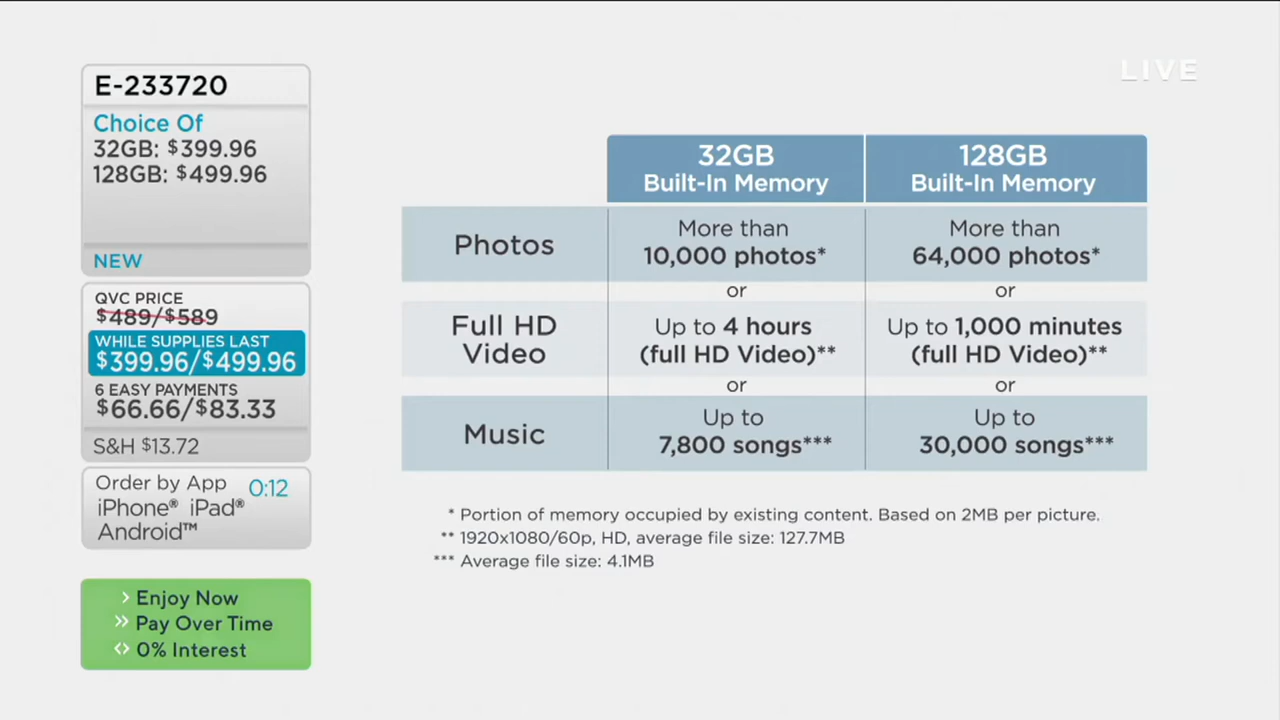 LIVE
E-233720
Choice Of
32GB: $399.96
128GB: $499.96
NEW
QVC PRICE
$489/$589
WHILE SUPPLIES LAST
$399.96/$499.96
6 EASY PAYMENTS
$66.66/$83.33
S&H $13.72
Order by App 0:12
iPhone® iPad®
Android™
> Enjoy Now
>> Pay Over Time
<> 0% Interest
32GB
Built-In Memory
128GB
Built-In Memory
Photos
More than
10,000 photos*
More than
64,000 photos*
or
or
Full HD
Video
Up to 4 hours
(full HD Video)**
Up to 1,000 minutes
(full HD Video)**
or
or
Music
Up to
7,800 songs***
Up to
30,000 songs***
* Portion of memory occupied by existing content. Based on 2MB per picture.
** 1920x1080/60p, HD, average file size: 127.7MB
*** Average file size: 4.1MB